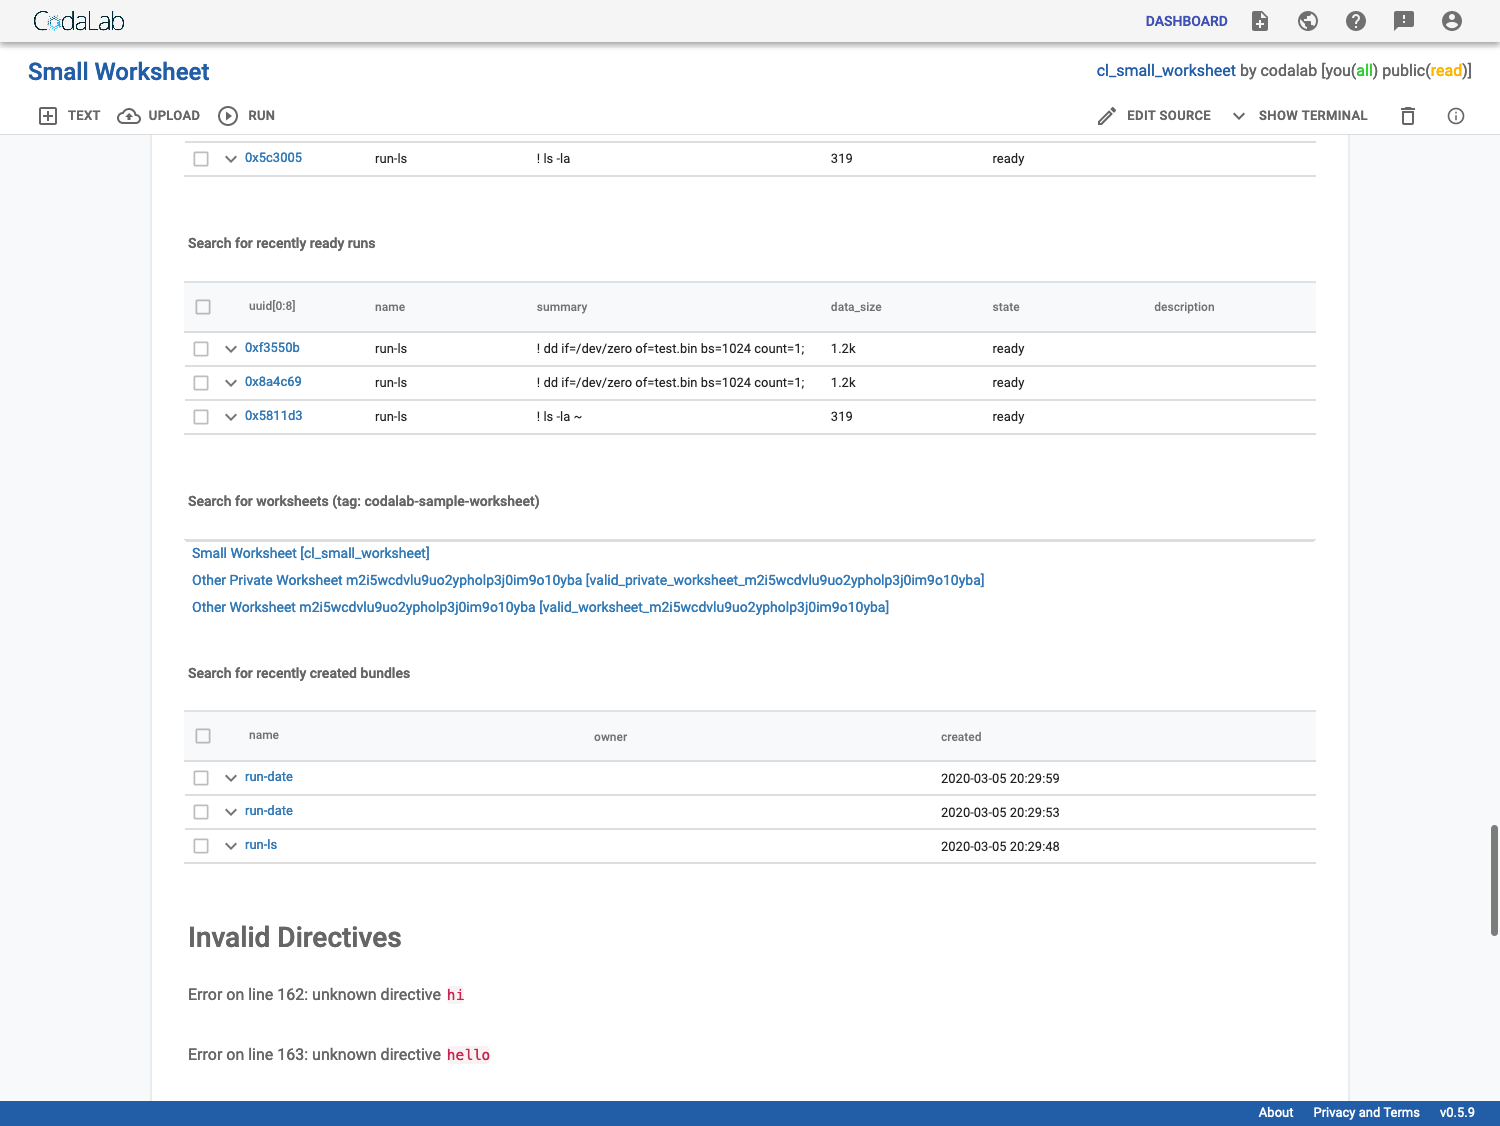 CodaLab DASHBOARD
Small Worksheet cl_small_worksheet by codalab [you(all) public(read)]
TEXT UPLOAD RUN EDIT SOURCE SHOW TERMINAL
0x5c3005 run-ls ! ls -la 319 ready
Search for recently ready runs
uuid[0:8] name summary data_size state description
0xf3550b run-ls ! dd if=/dev/zero of=test.bin bs=1024 count=1; 1.2k ready
0x8a4c69 run-ls ! dd if=/dev/zero of=test.bin bs=1024 count=1; 1.2k ready
0x5811d3 run-ls ! ls -la ~ 319 ready
Search for worksheets (tag: codalab-sample-worksheet)
Small Worksheet [cl_small_worksheet]
Other Private Worksheet m2i5wcdvlu9uo2ypholp3j0im9o10yba [valid_private_worksheet_m2i5wcdvlu9uo2ypholp3j0im9o10yba]
Other Worksheet m2i5wcdvlu9uo2ypholp3j0im9o10yba [valid_worksheet_m2i5wcdvlu9uo2ypholp3j0im9o10yba]
Search for recently created bundles
name owner created
run-date 2020-03-05 20:29:59
run-date 2020-03-05 20:29:53
run-ls 2020-03-05 20:29:48
Invalid Directives
Error on line 162: unknown directive hi
Error on line 163: unknown directive hello
About Privacy and Terms v0.5.9